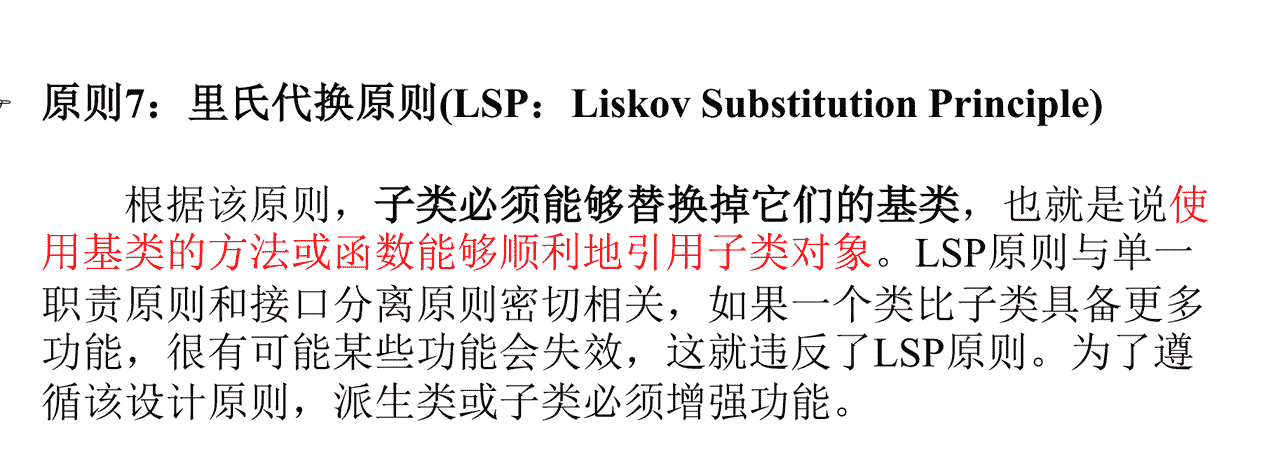 原则7：里氏代换原则(LSP：Liskov Substitution Principle)
根据该原则，子类必须能够替换掉它们的基类，也就是说使
用基类的方法或函数能够顺利地引用子类对象。LSP原则与单一
职责原则和接口分离原则密切相关，如果一个类比子类具备更多
功能，很有可能某些功能会失效，这就违反了LSP原则。为了遵
循该设计原则，派生类或子类必须增强功能。